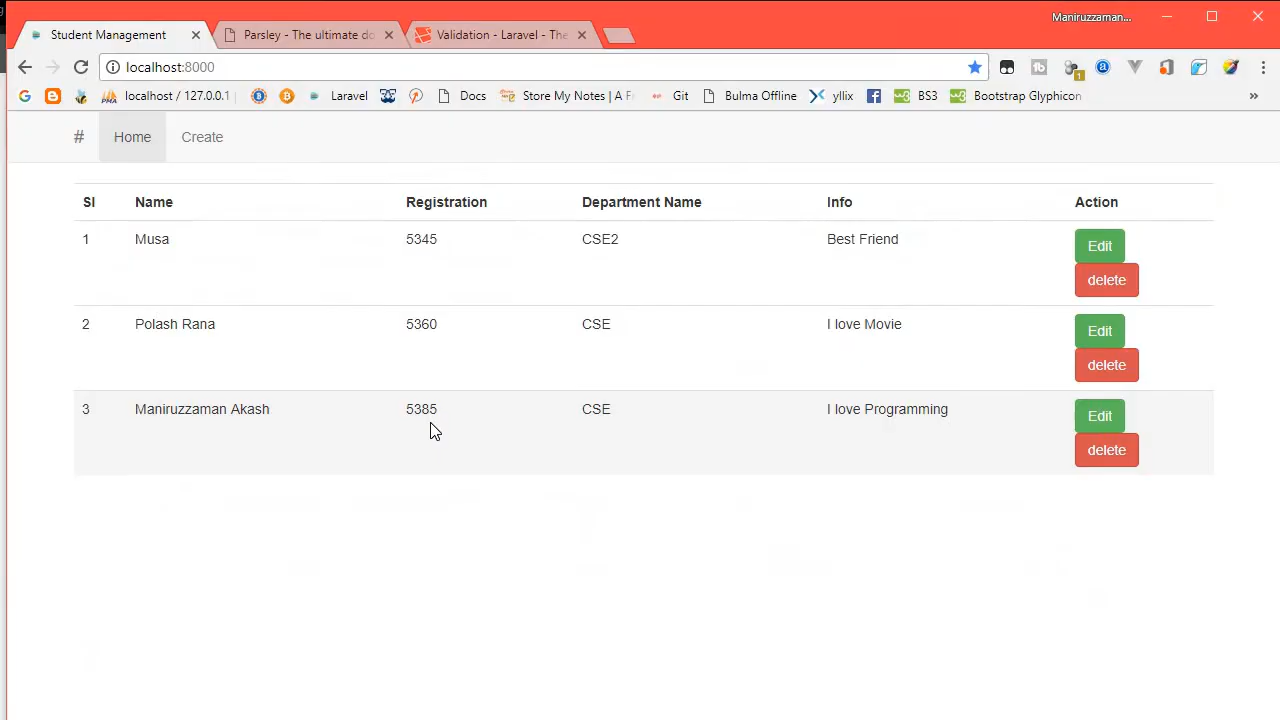 Maniruzzaman...
Student Management
Parsley - The ultimate do
Validation - Laravel - The
localhost:8000
localhost / 127.0.0.1
Laravel
Docs
Store My Notes | A F
Git
Bulma Offline
yllix
BS3
Bootstrap Glyphicon
»
# Home Create
Sl Name Registration Department Name Info Action
1 Musa 5345 CSE2 Best Friend Edit
delete
2 Polash Rana 5360 CSE I love Movie Edit
delete
3 Maniruzzaman Akash 5385 CSE I love Programming Edit
delete